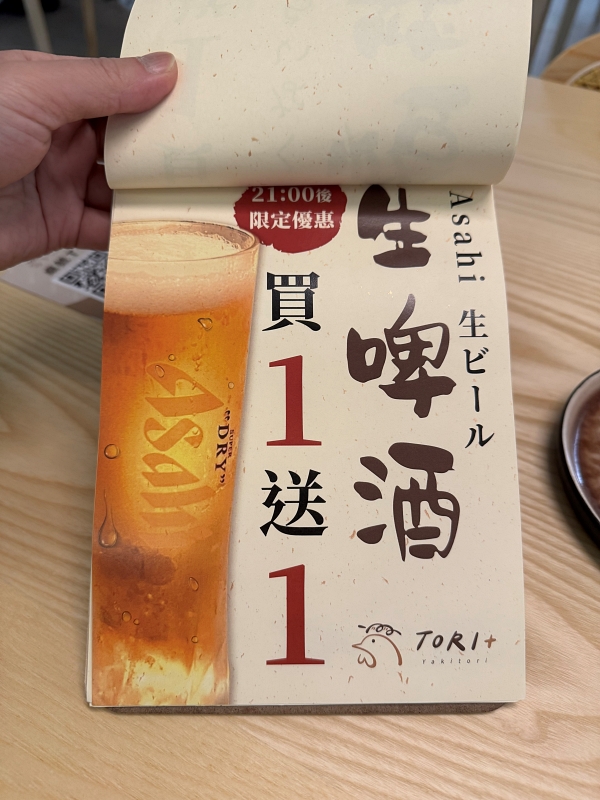 21:00後
限定優惠
Asahi 生ビール
生啤酒
買1送1
Asahi
SUPER
"DRY"
TORI+
Yakitori